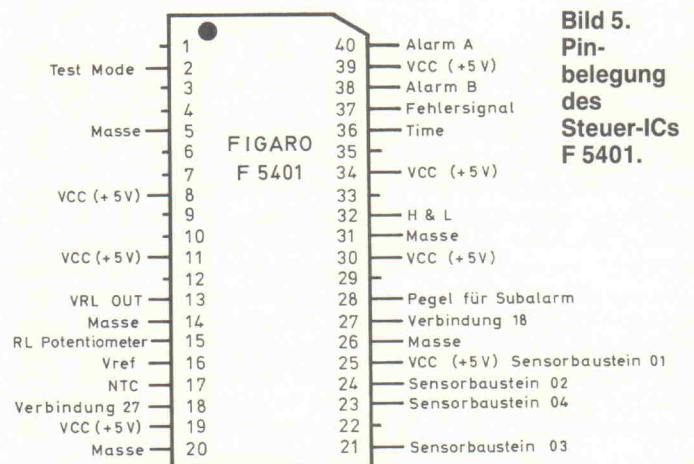 Bild 5.
Pin-
belegung
des
Steuer-ICs
F 5401.
FIGARO
F 5401
1
Test Mode 2
3
4
Masse 5
6
7
VCC (+5V) 8
9
10
VCC (+5V) 11
12
VRL OUT 13
Masse 14
RL Potentiometer 15
Vref 16
NTC 17
Verbindung 27 18
VCC (+5V) 19
Masse 20
40 Alarm A
39 VCC (+5V)
38 Alarm B
37 Fehlersignal
36 Time
35
34 VCC (+5V)
33
32 H & L
31 Masse
30 VCC (+5V)
29
28 Pegel für Subalarm
27 Verbindung 18
26 Masse
25 VCC (+5V) Sensorbaustein 01
24 Sensorbaustein 02
23 Sensorbaustein 04
22
21 Sensorbaustein 03